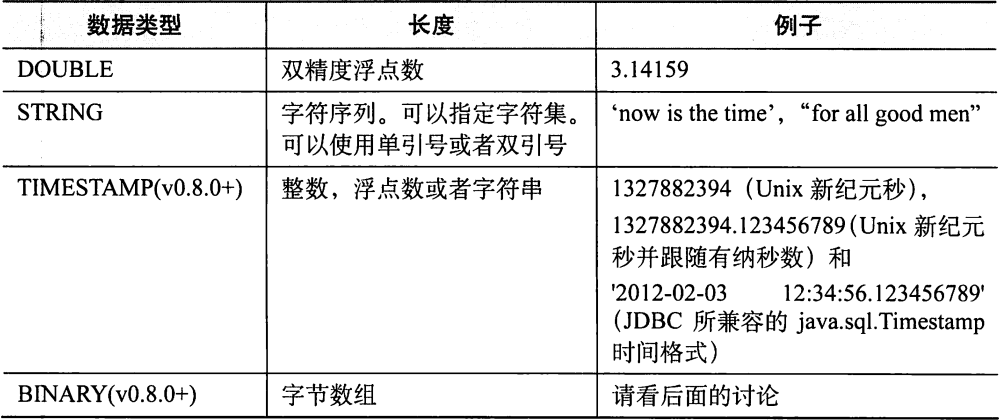 数据类型 长度 例子
DOUBLE 双精度浮点数 3.14159
STRING 字符序列。可以指定字符集。 ‘now is the time’，“for all good men”
可以使用单引号或者双引号
TIMESTAMP(v0.8.0+) 整数，浮点数或者字符串 1327882394（Unix 新纪元秒），
1327882394.123456789（Unix 新纪元
秒并跟随有纳秒数）和
'2012-02-03 12:34:56.123456789'
（JDBC 所兼容的 java.sql.Timestamp
时间格式）
BINARY(v0.8.0+) 字节数组 请看后面的讨论